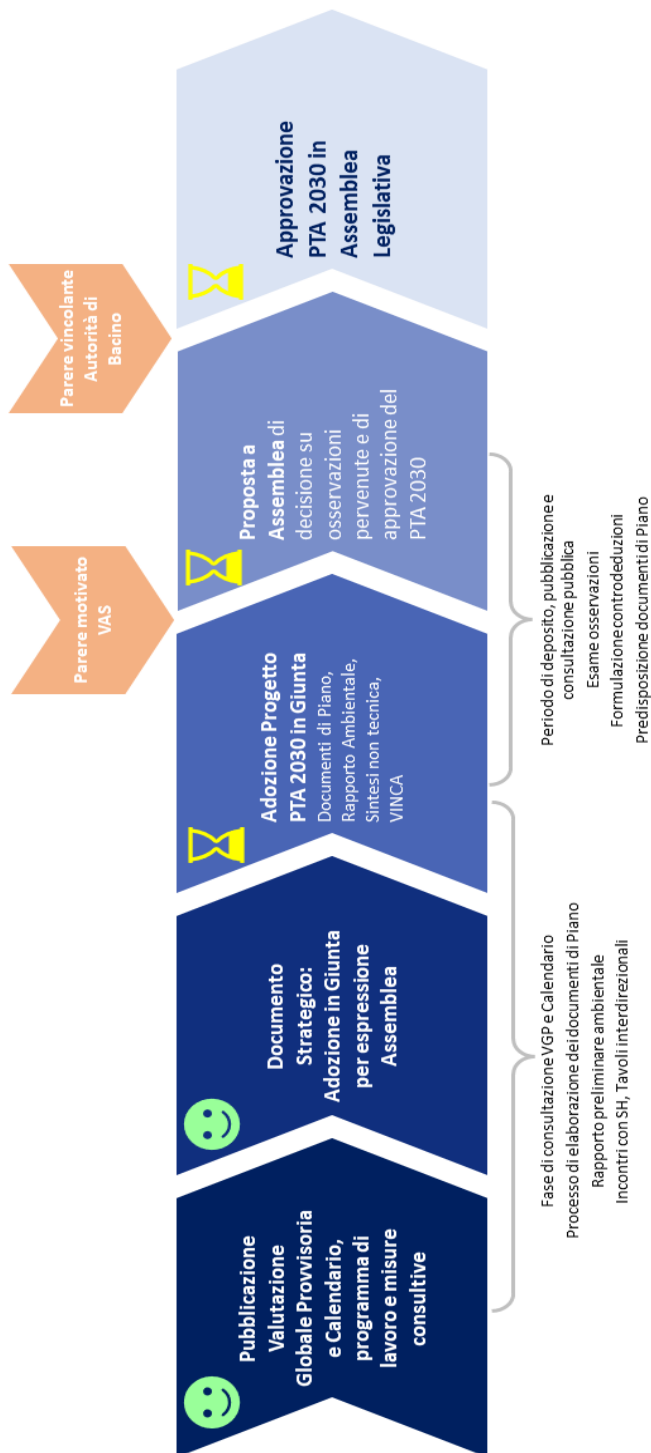 Parere motivato
VAS
Parere vincolante
Autorità di
Bacino
Pubblicazione
Valutazione
Globale Provvisoria
e Calendario,
programma di
lavoro e misure
consultive
Documento
Strategico:
Adozione in Giunta
per espressione
Assemblea
Adozione Progetto
PTA 2030 in Giunta
Documenti di Piano,
Rapporto Ambientale,
Sintesi non tecnica,
VINCA
Proposta a
Assemblea di
decisione su
osservazioni
pervenute e di
approvazione del
PTA 2030
Approvazione
PTA 2030 in
Assemblea
Legislativa
Fase di consultazione VGP e Calendario
Processo di elaborazione dei documenti di Piano
Rapporto preliminare ambientale
Incontri con SH, Tavoli interdirezionali
Periodo di deposito, pubblicazione e
consultazione pubblica
Esame osservazioni
Formulazione controdeduzioni
Predisposizione documenti di Piano